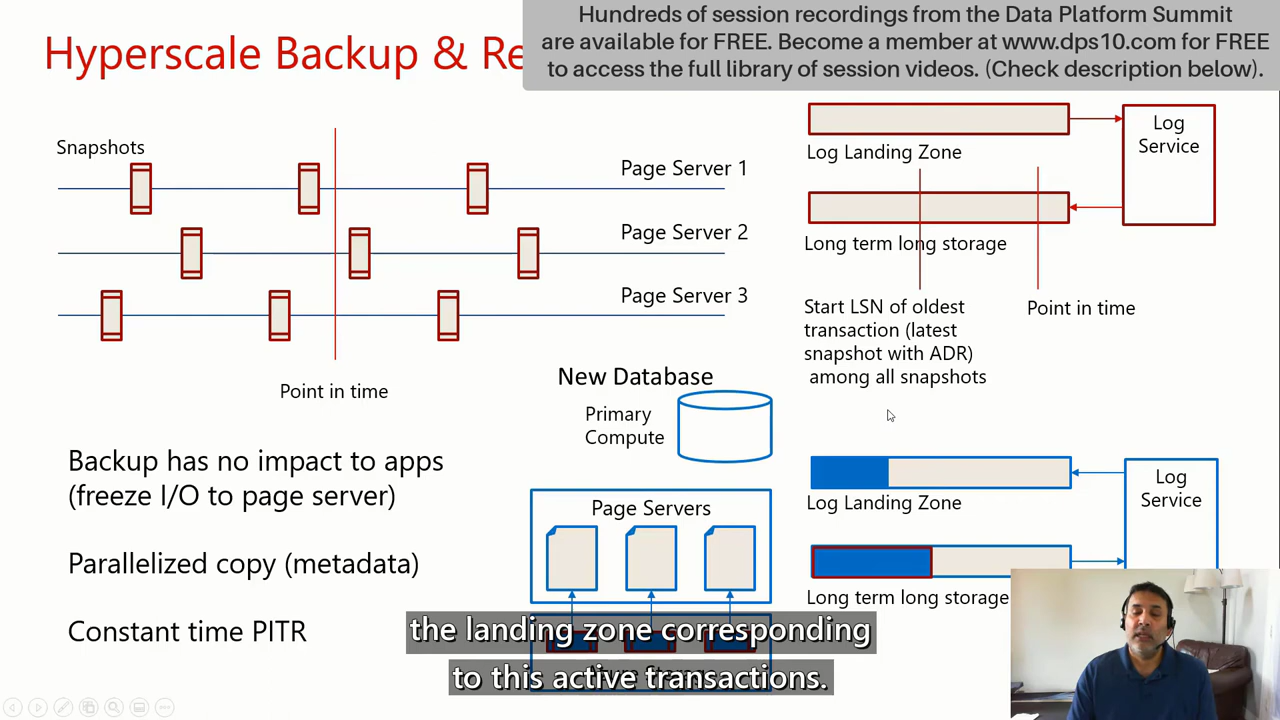 Hyperscale Backup & Re
Hundreds of session recordings from the Data Platform Summit
are available for FREE. Become a member at www.dps10.com for FREE
to access the full library of session videos. (Check description below).
Snapshots
Page Server 1
Page Server 2
Page Server 3
Point in time
Log Landing Zone
Log
Service
Long term long storage
Start LSN of oldest
transaction (latest
snapshot with ADR)
among all snapshots
Point in time
Backup has no impact to apps
(freeze I/O to page server)
Parallelized copy (metadata)
Constant time PITR
New Database
Primary
Compute
Page Servers
Log Landing Zone
Log
Service
Long term long storage
the landing zone corresponding
to this active transactions.